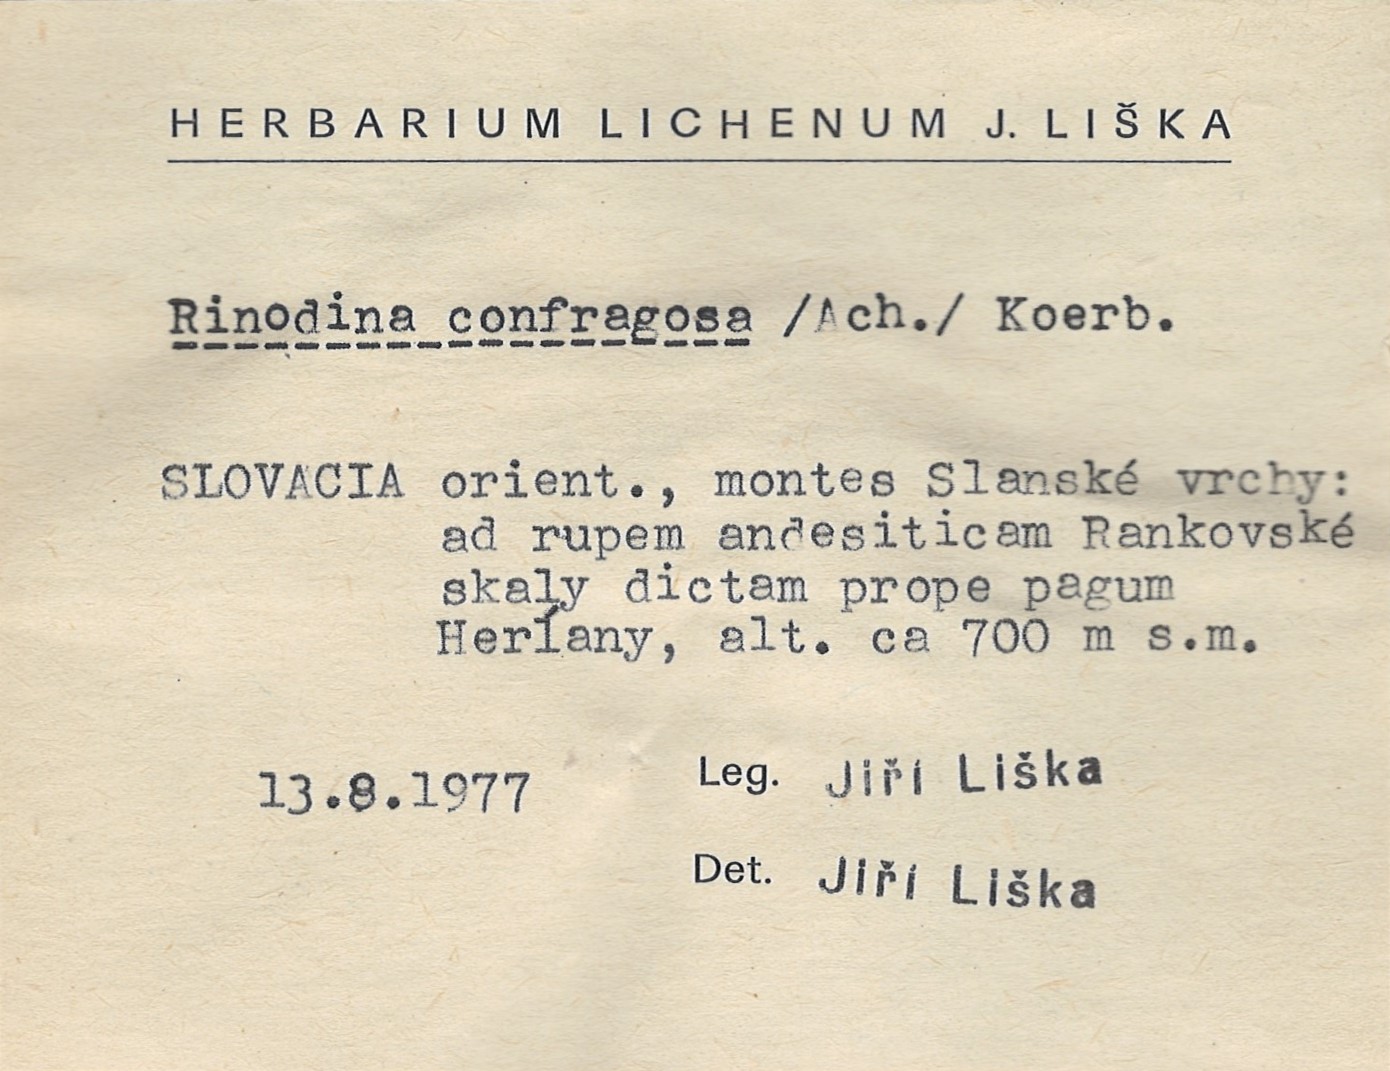 HERBARIUM LICHENUM J. LIŠKA
Rinodina confragosa /Ach./ Koerb.
SLOVACIA orient., montes Slanské vrchy:
ad rupem andesiticam Rankovské
skaly dictam prope pagum
Herĺany, alt. ca 700 m s.m.
13.8.1977
Leg. Jiří Liška
Det. Jiří Liška